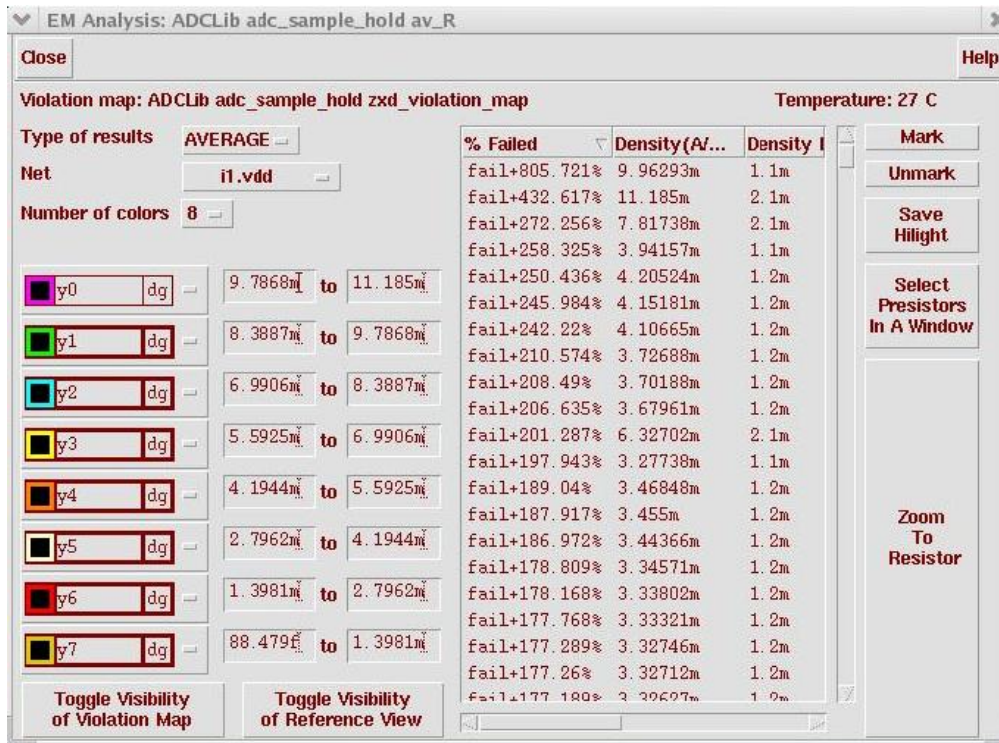 EM Analysis: ADCLib adc_sample_hold av_R
Close
Help
Violation map: ADCLib adc_sample_hold zxd_violation_map
Temperature: 27 C
Type of results AVERAGE
Net i1.vdd
Number of colors 8
y0 dg 9.7868m to 11.185m
y1 dg 8.3887m to 9.7868m
y2 dg 6.9906m to 8.3887m
y3 dg 5.5925m to 6.9906m
y4 dg 4.1944m to 5.5925m
y5 dg 2.7962m to 4.1944m
y6 dg 1.3981m to 2.7962m
y7 dg 88.479f to 1.3981m
Toggle Visibility
of Violation Map
Toggle Visibility
of Reference View
% Failed Density(A/... Density
fail+805.721% 9.96293m 1.1m
fail+432.617% 11.185m 2.1m
fail+272.256% 7.81738m 2.1m
fail+258.325% 3.94157m 1.1m
fail+250.436% 4.20524m 1.2m
fail+245.984% 4.15181m 1.2m
fail+242.22% 4.10665m 1.2m
fail+210.574% 3.72688m 1.2m
fail+208.49% 3.70188m 1.2m
fail+206.635% 3.67961m 1.2m
fail+201.287% 6.32702m 2.1m
fail+197.943% 3.27738m 1.1m
fail+189.04% 3.46848m 1.2m
fail+187.917% 3.455m 1.2m
fail+186.972% 3.44366m 1.2m
fail+178.809% 3.34571m 1.2m
fail+178.168% 3.33802m 1.2m
fail+177.768% 3.33321m 1.2m
fail+177.289% 3.32746m 1.2m
fail+177.26% 3.32712m 1.2m
fail+177.189% 3.32627m 1.2m
Mark
Unmark
Save
Hilight
Select
Presistors
In A Window
Zoom
To
Resistor